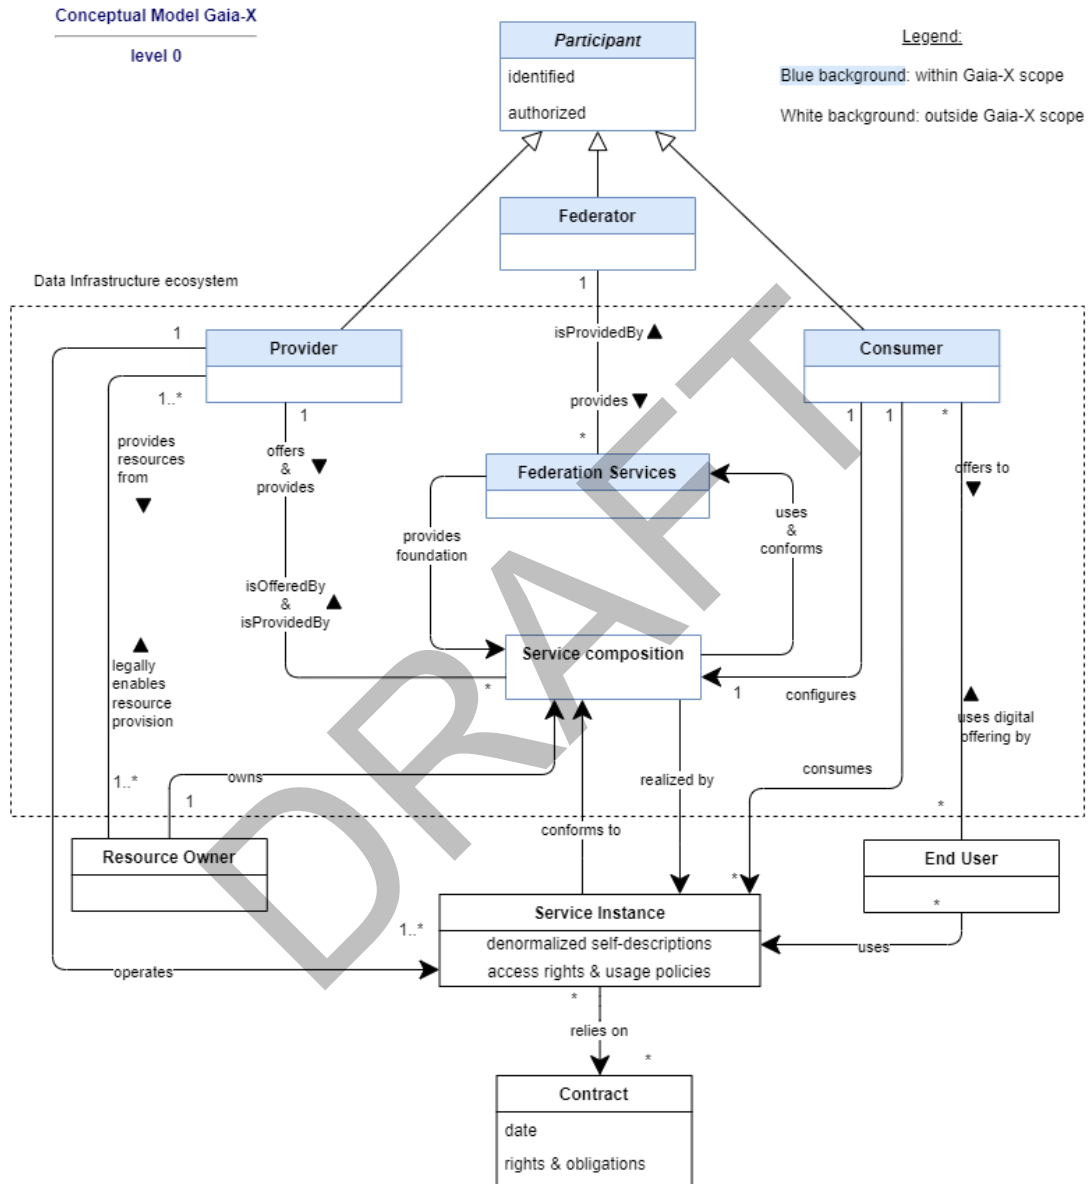 Conceptual Model Gaia-X
level 0
Legend:
Blue background: within Gaia-X scope
White background: outside Gaia-X scope
Participant
identified
authorized
Federator
1
Data Infrastructure ecosystem
isProvidedBy ▲
provides ▼
*
1
Provider
1..*
1
Consumer
1
1
*
provides
resources
from
▼
offers
&
provides
▼
Federation Services
offers to
▼
provides
foundation
uses
&
conforms
isOfferedBy
&
isProvidedBy
▲
▲
legally
enables
resource
provision
Service composition
*
1
configures
▲
uses digital
offering by
owns
realized by
consumes
1..*
1
conforms to
*
Resource Owner
End User
*
*
Service Instance
denormalized self-descriptions
access rights & usage policies
1..*
operates
uses
*
relies on
*
Contract
date
rights & obligations
DRAFT